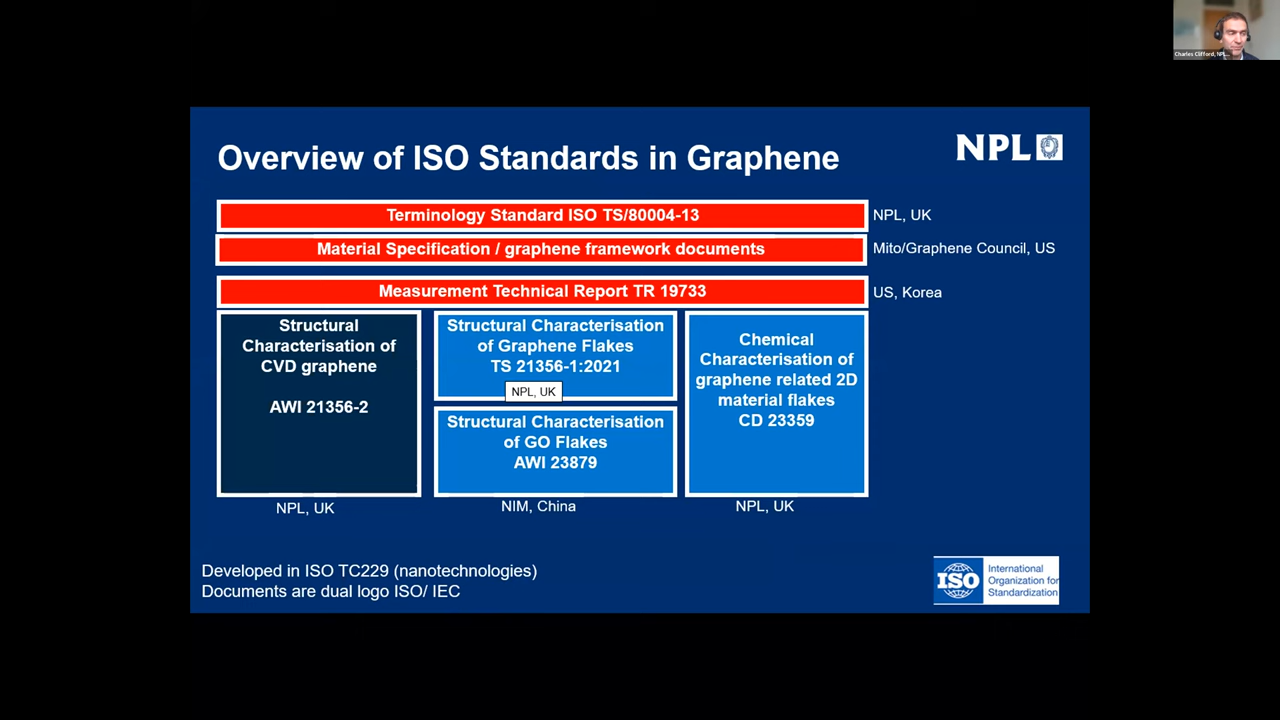 Charles Clifford, NPL...
Overview of ISO Standards in Graphene
NPL
Terminology Standard ISO TS/80004-13
NPL, UK
Material Specification / graphene framework documents
Mito/Graphene Council, US
Measurement Technical Report TR 19733
US, Korea
Structural
Characterisation of
CVD graphene
AWI 21356-2
NPL, UK
Structural Characterisation
of Graphene Flakes
TS 21356-1:2021
NPL, UK
Structural Characterisation
of GO Flakes
AWI 23879
NIM, China
Chemical
Characterisation of
graphene related 2D
material flakes
CD 23359
NPL, UK
Developed in ISO TC229 (nanotechnologies)
Documents are dual logo ISO/ IEC
ISO
International
Organization for
Standardization